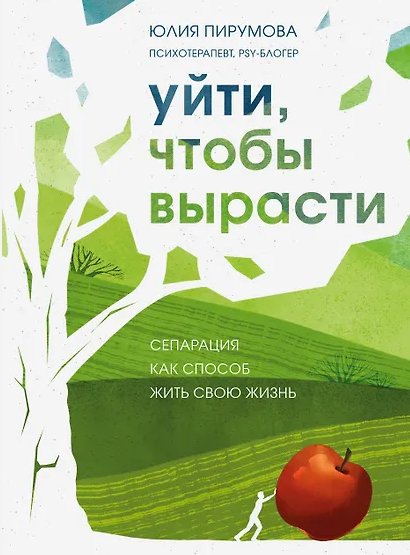 ЮЛИЯ ПИРУМОВА
ПСИХОТЕРАПЕВТ, PSY-БЛОГЕР
уйти,
чтобы
вырасти
СЕПАРАЦИЯ
КАК СПОСОБ
ЖИТЬ СВОЮ ЖИЗНЬ